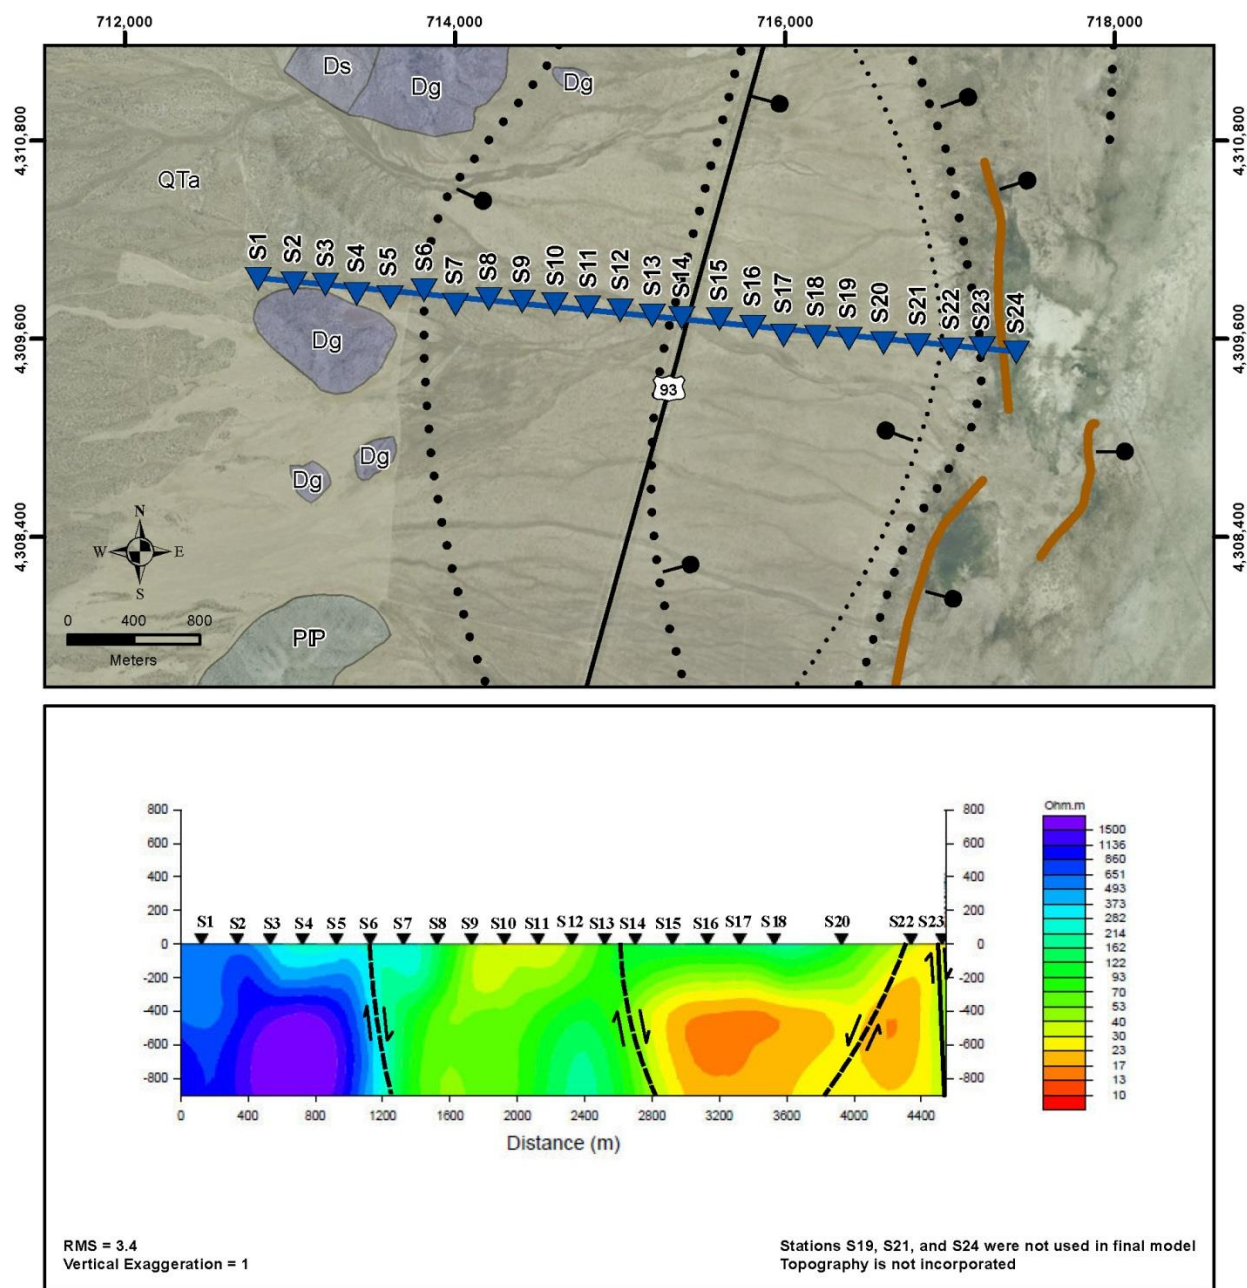 712,000 714,000 716,000 718,000
Ds
Dg
Dg
4,310,800
4,310,800
QTa
S1 S2 S3 S4 S5 S6 S7 S8 S9 S10 S11 S12 S13 S14 S15 S16 S17 S18 S19 S20 S21 S22 S23 S24
4,309,600
4,309,600
Dg
93
Dg
Dg
4,308,400
4,308,400
N
W E
S
0 400 800
Meters
PIP
800 800
Ohm.m
600 600
400 400
200 200
S1 S2 S3 S4 S5 S6 S7 S8 S9 S10 S11 S12 S13 S14 S15 S16 S17 S18 S20 S22 S23
0 0
-200 -200
-400 -400
-600 -600
-800 -800
1500
1136
860
651
493
373
282
214
162
122
93
70
53
40
30
23
17
13
10
0 400 800 1200 1600 2000 2400 2800 3200 3600 4000 4400
Distance (m)
RMS = 3.4
Vertical Exaggeration = 1
Stations S19, S21, and S24 were not used in final model
Topography is not incorporated